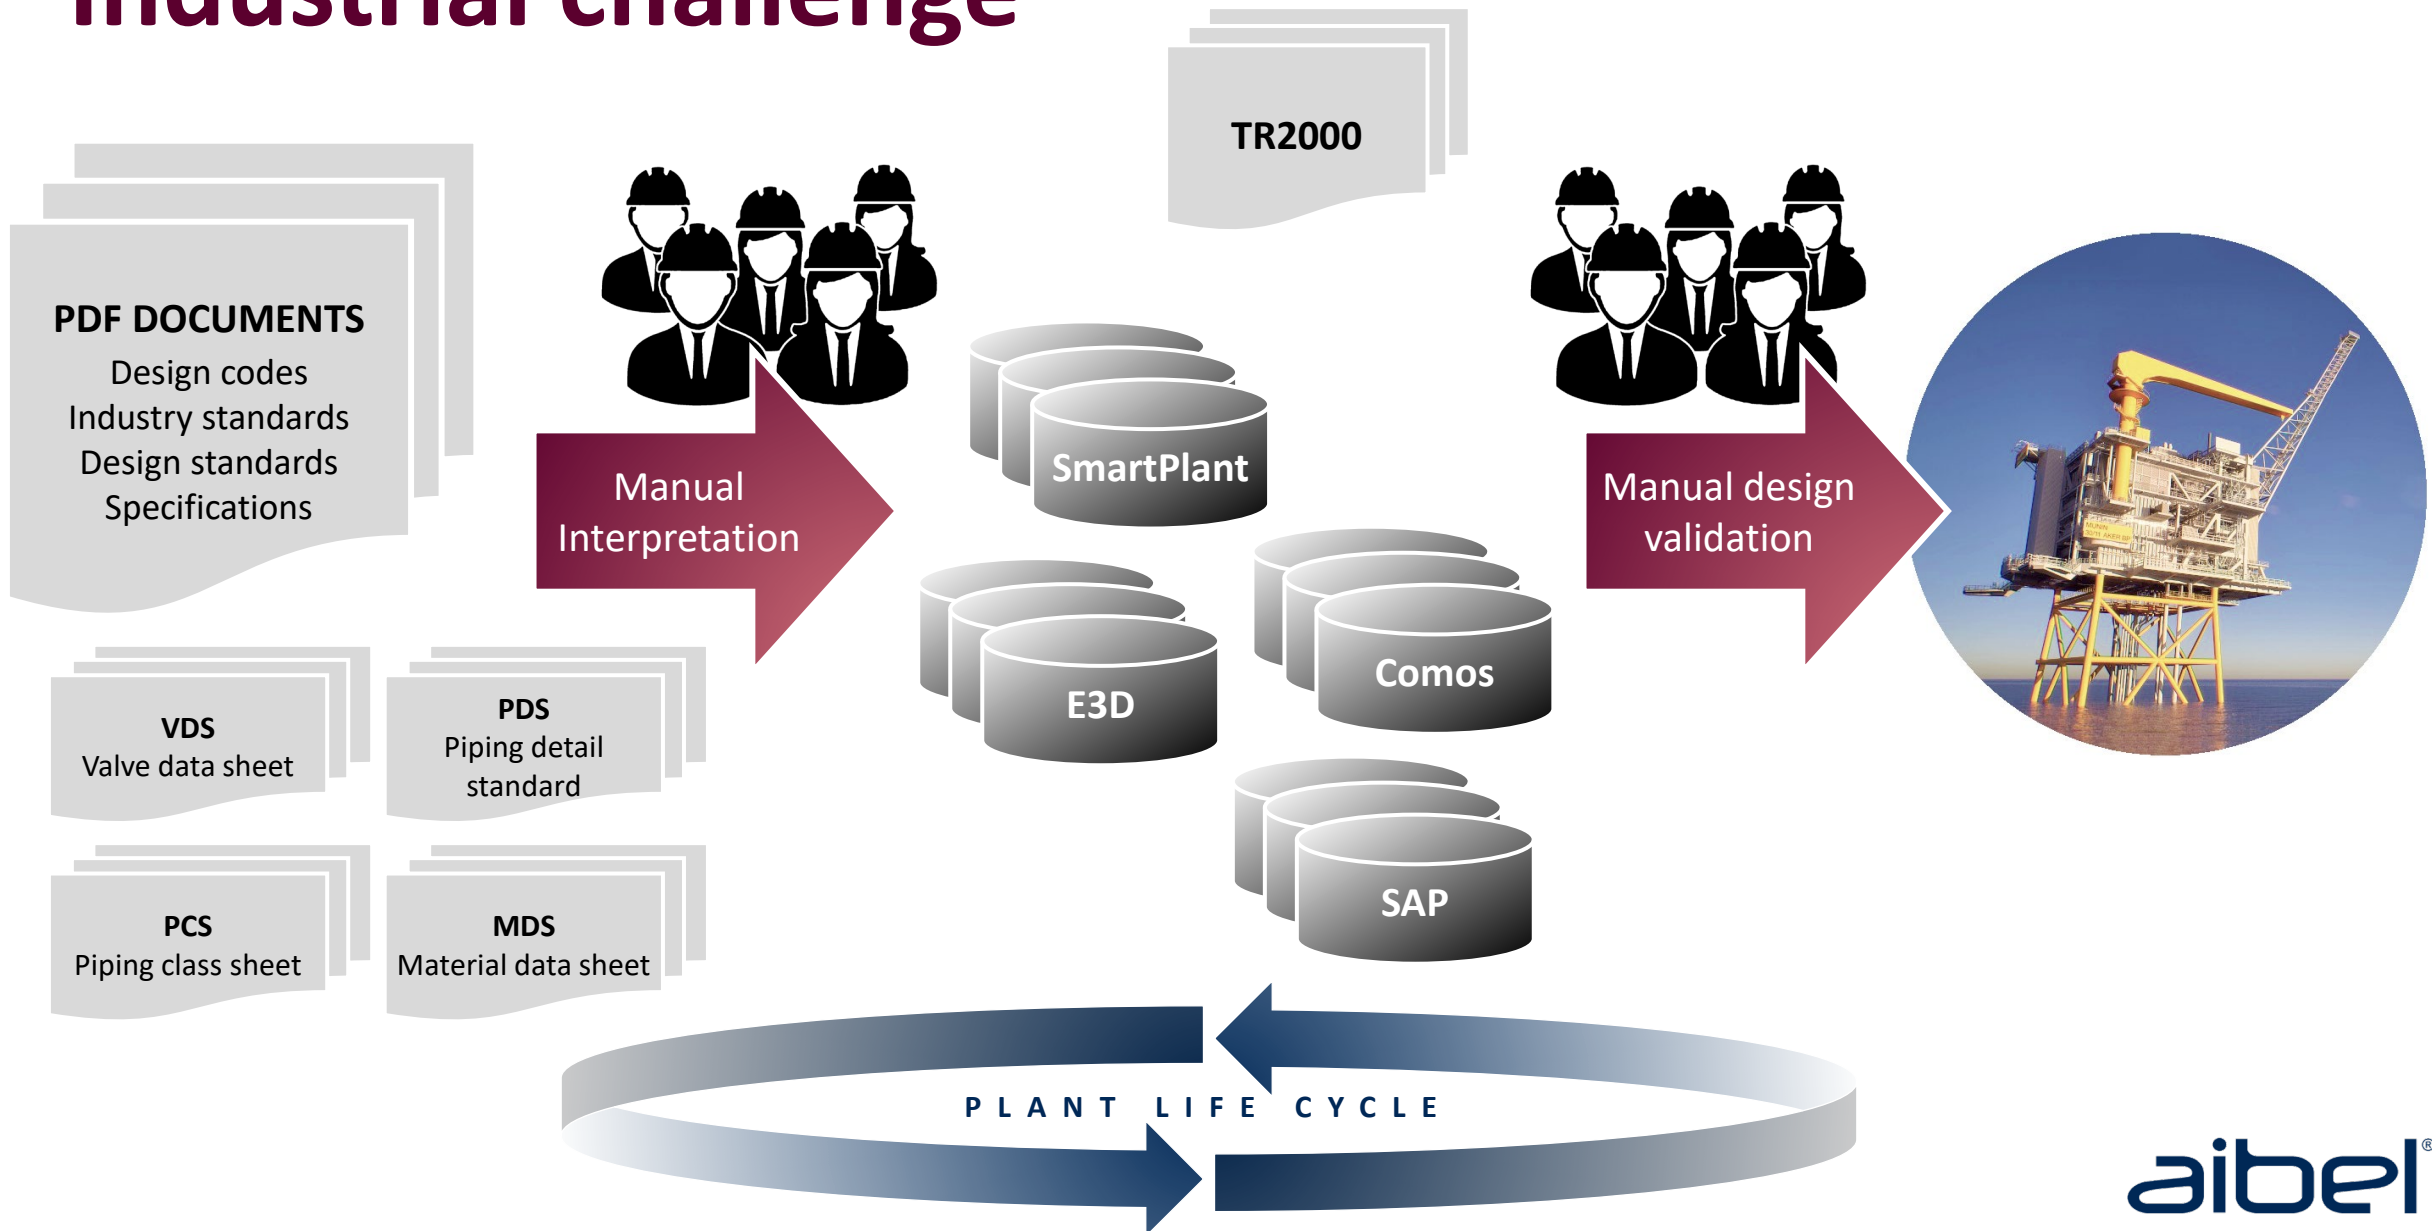 Industrial challenge
TR2000
PDF DOCUMENTS
Design codes
Industry standards
Design standards
Specifications
Manual
Interpretation
SmartPlant
E3D
Comos
SAP
Manual design
validation
MUNIN
VDS
Valve data sheet
PDS
Piping detail
standard
PCS
Piping class sheet
MDS
Material data sheet
PLANT LIFE CYCLE
aibel®